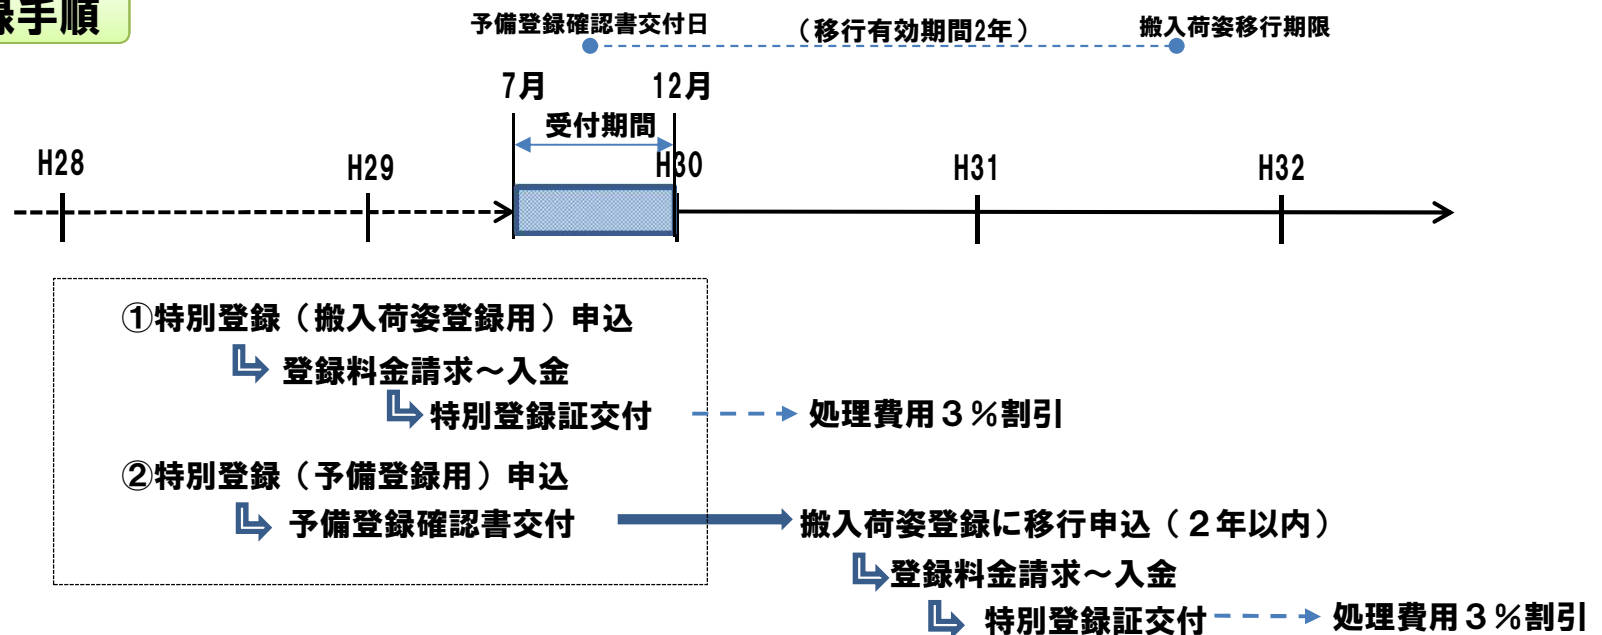 録手順
予備登録確認書交付日
（移行有効期間2年）
搬入荷姿移行期限
7月
12月
受付期間
H28
H29
H30
H31
H32
①特別登録（搬入荷姿登録用）申込
登録料金請求～入金
特別登録証交付
処理費用３％割引
②特別登録（予備登録用）申込
予備登録確認書交付
搬入荷姿登録に移行申込（２年以内）
登録料金請求～入金
特別登録証交付
処理費用３％割引